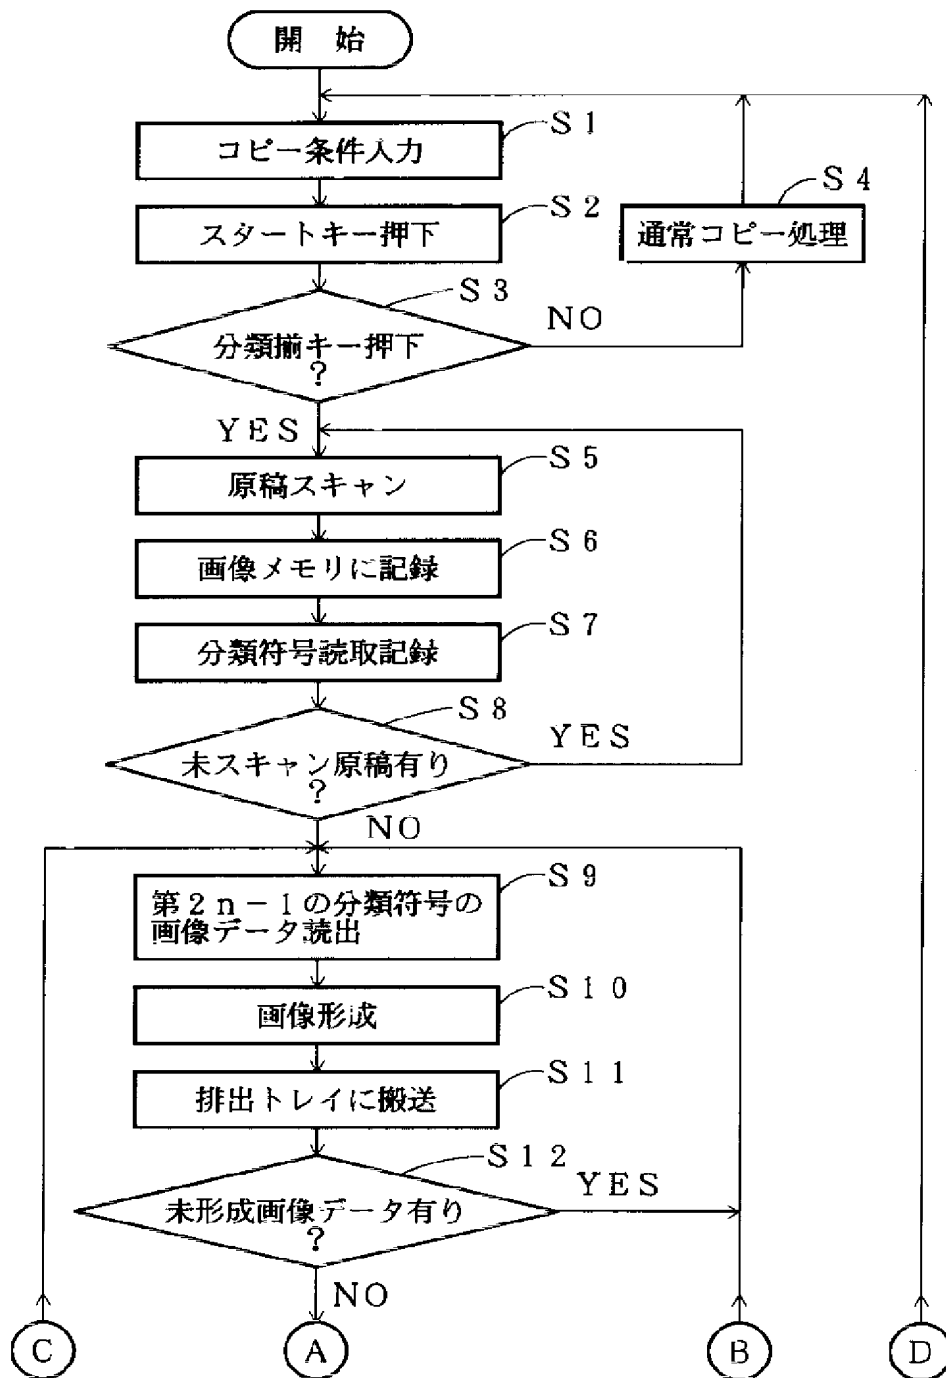 開 始
S1
コピー条件入力
S2
スタートキー押下
S4
通常コピー処理
S3
分類揃キー押下
?
NO
YES
S5
原稿スキャン
S6
画像メモリに記録
S7
分類符号読取記録
S8
未スキャン原稿有り
?
YES
NO
S9
第2n-1の分類符号の
画像データ読出
S10
画像形成
S11
排出トレイに搬送
S12
未形成画像データ有り
?
YES
NO
C
A
B
D